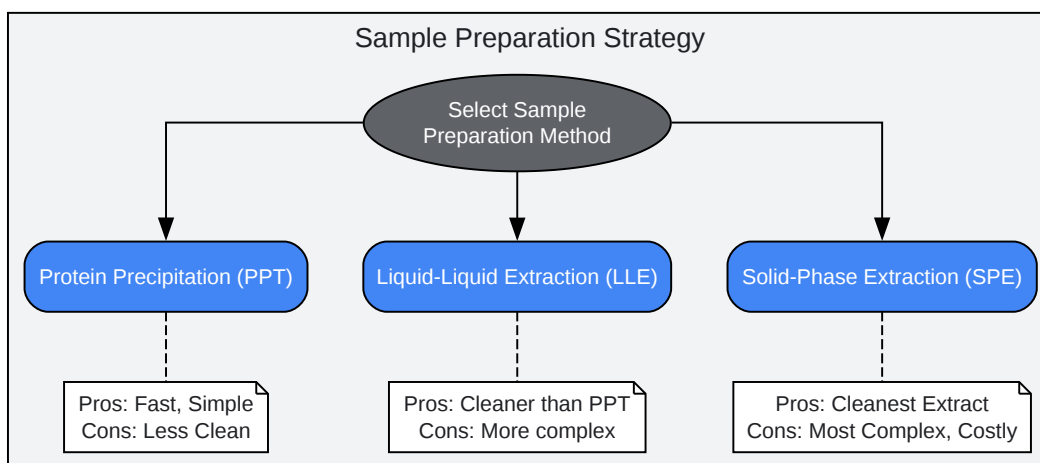 Sample Preparation Strategy
Select Sample
Preparation Method
Protein Precipitation (PPT)
Liquid-Liquid Extraction (LLE)
Solid-Phase Extraction (SPE)
Pros: Fast, Simple
Cons: Less Clean
Pros: Cleaner than PPT
Cons: More complex
Pros: Cleanest Extract
Cons: Most Complex, Costly